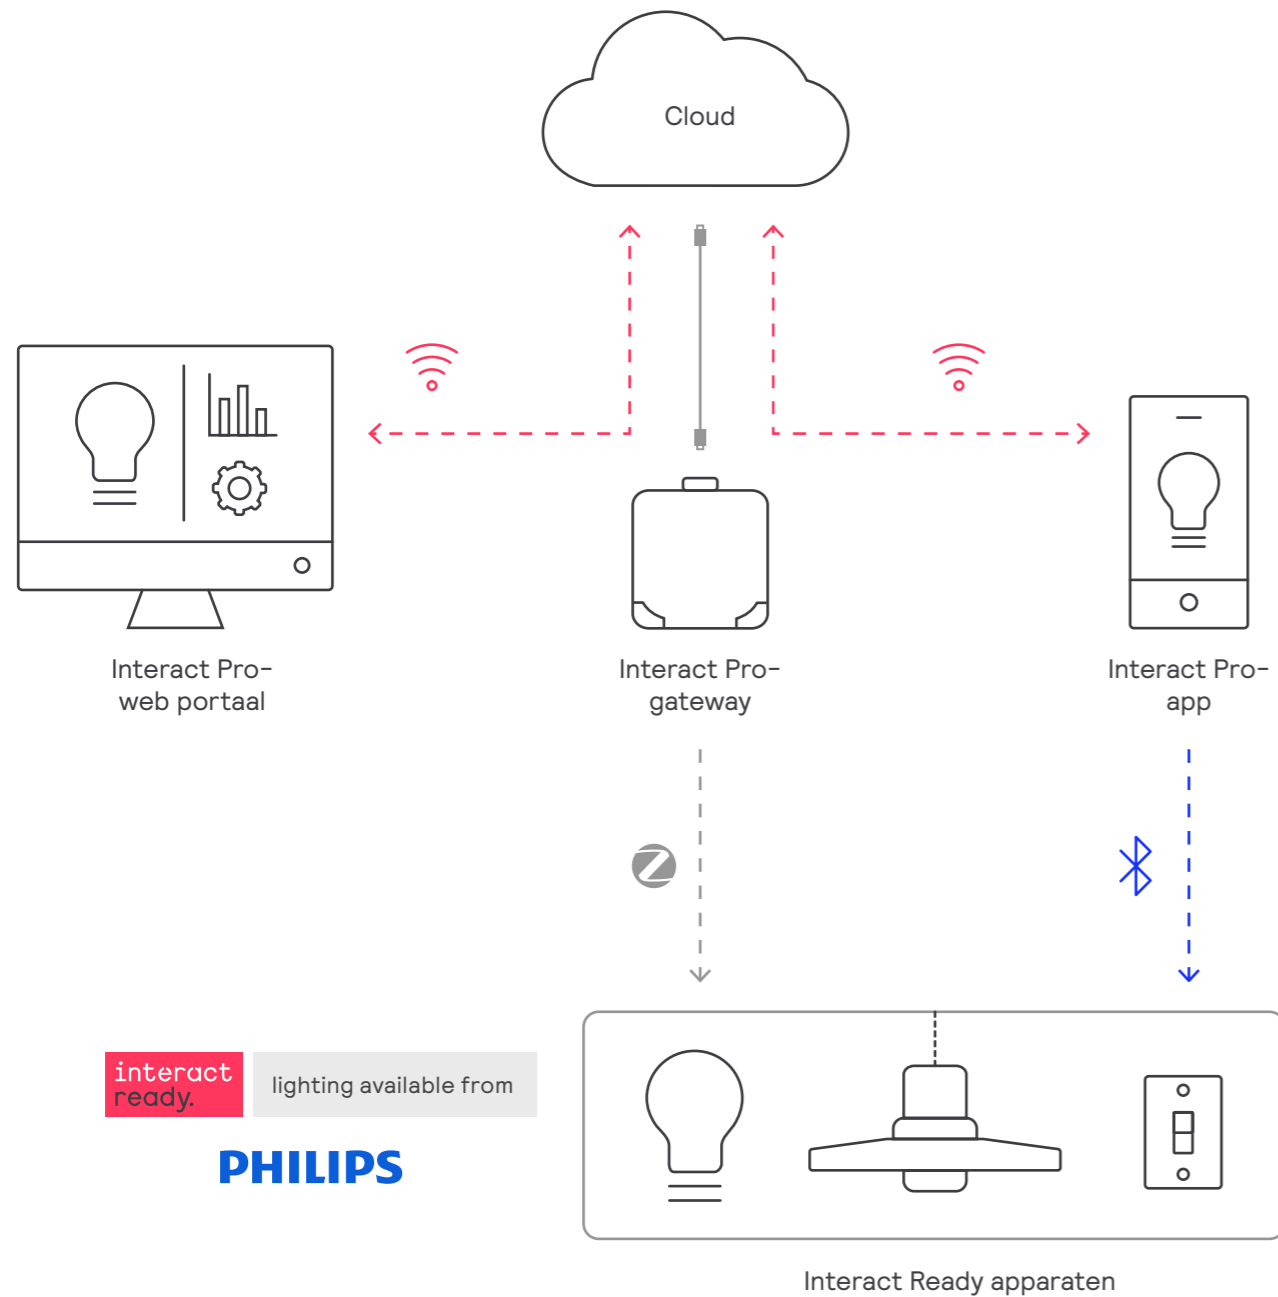 Cloud
Interact Pro-
web portaal
Interact Pro-
gateway
Interact Pro-
app
interact
ready.
lighting available from
PHILIPS
Interact Ready apparaten